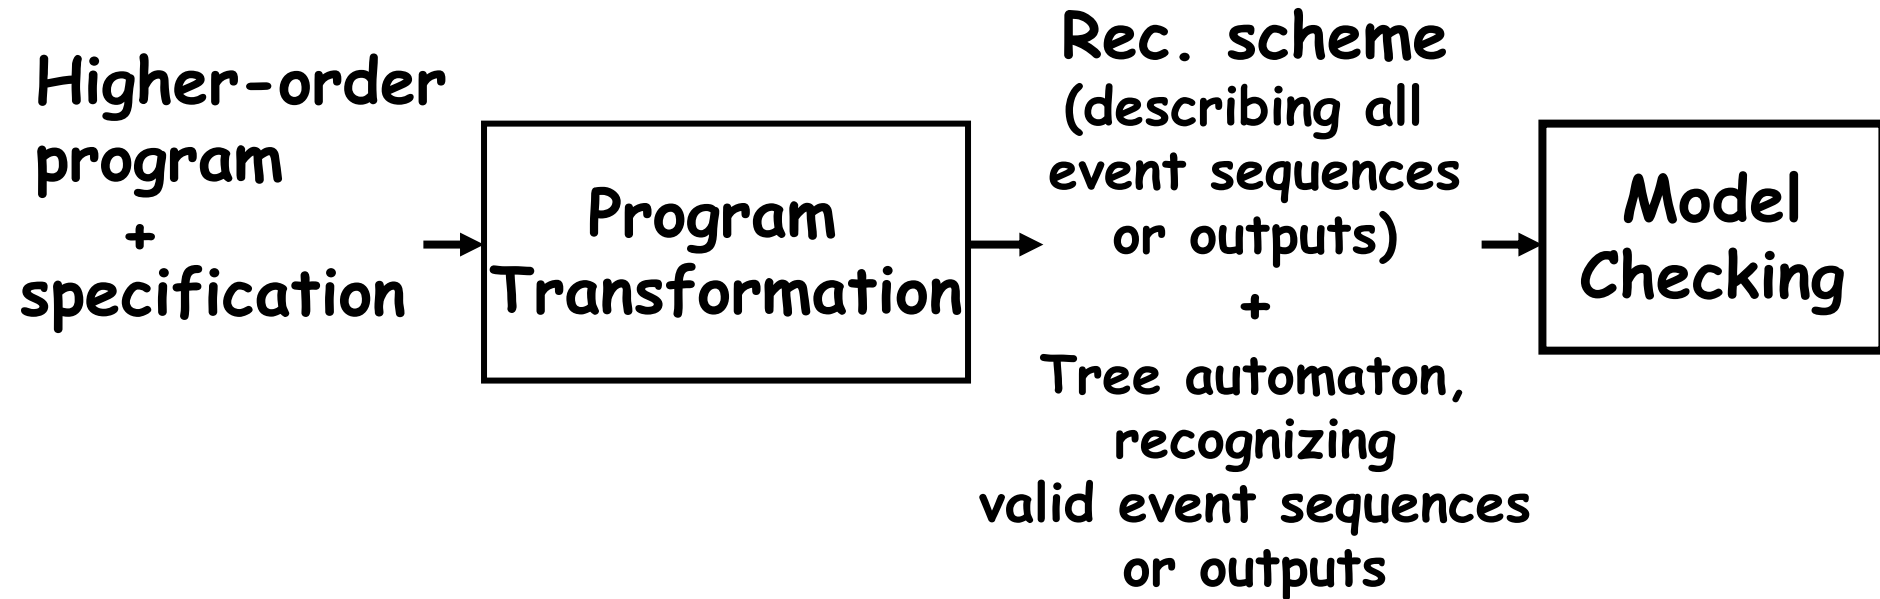 Higher-order
program
+
specification
Program
Transformation
Rec. scheme
(describing all
event sequences
or outputs)
+
Tree automaton,
recognizing
valid event sequences
or outputs
Model
Checking